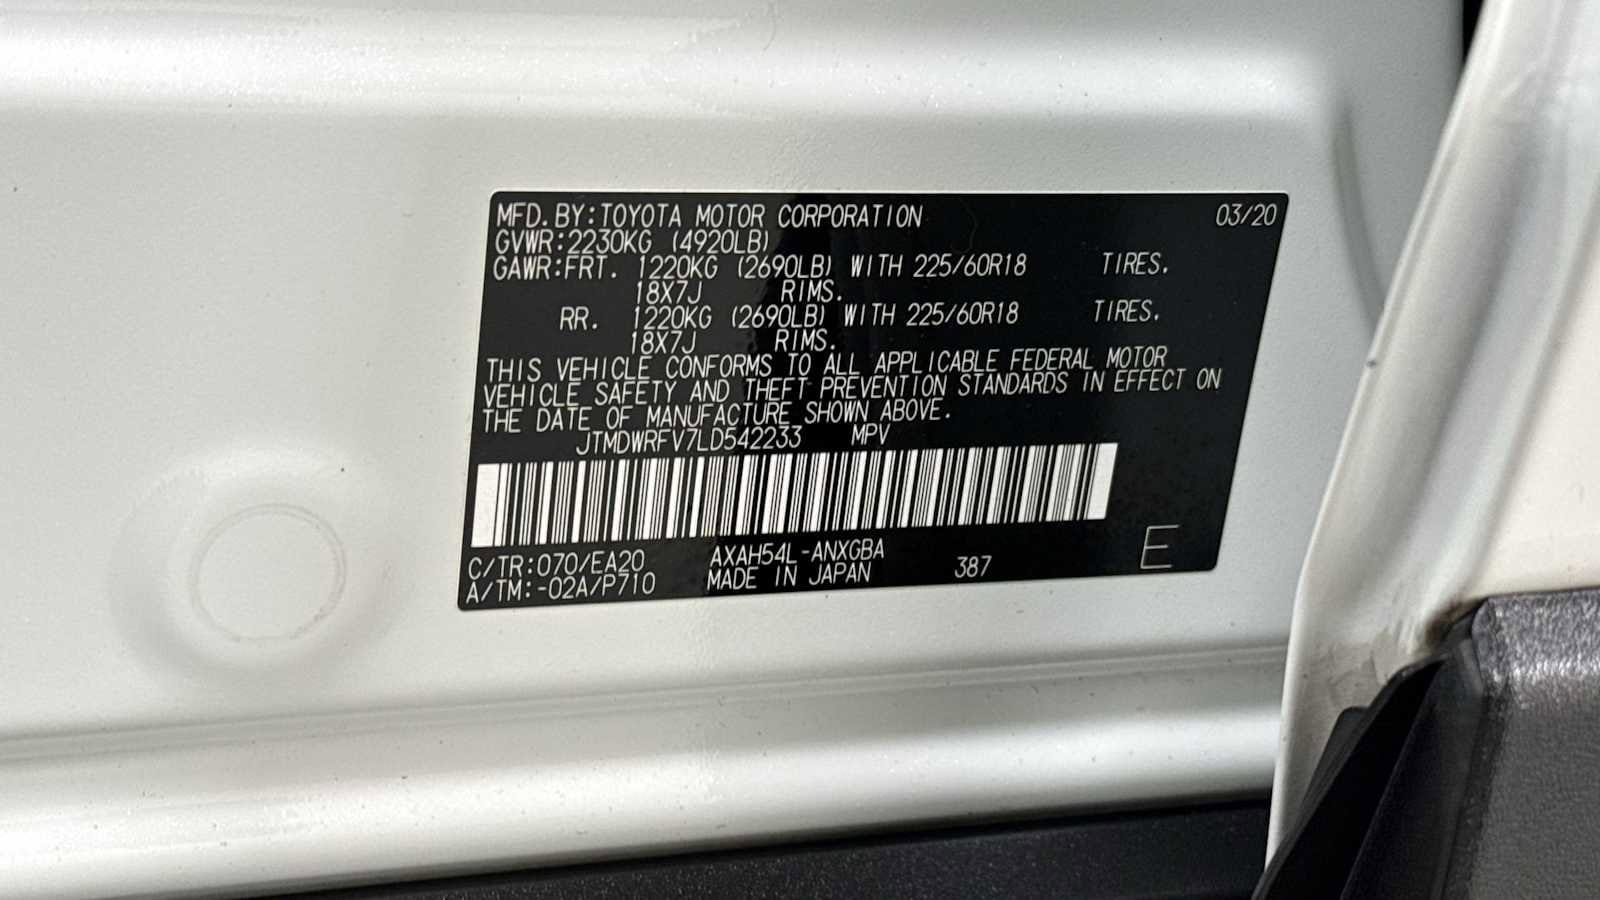 MFD. BY: TOYOTA MOTOR CORPORATION 03/20
GVWR: 2230KG (4920LB)
GAWR: FRT. 1220KG (2690LB) WITH 225/60R18 TIRES.
18X7J RIMS.
RR. 1220KG (2690LB) WITH 225/60R18 TIRES.
18X7J RIMS.
THIS VEHICLE CONFORMS TO ALL APPLICABLE FEDERAL MOTOR
VEHICLE SAFETY AND THEFT PREVENTION STANDARDS IN EFFECT ON
THE DATE OF MANUFACTURE SHOWN ABOVE.
JTMDWRFV7LD542233 MPV
C/TR: 070/EA20 AXAH54L-ANXGBA
A/TM: -02A/P710 MADE IN JAPAN 387 E